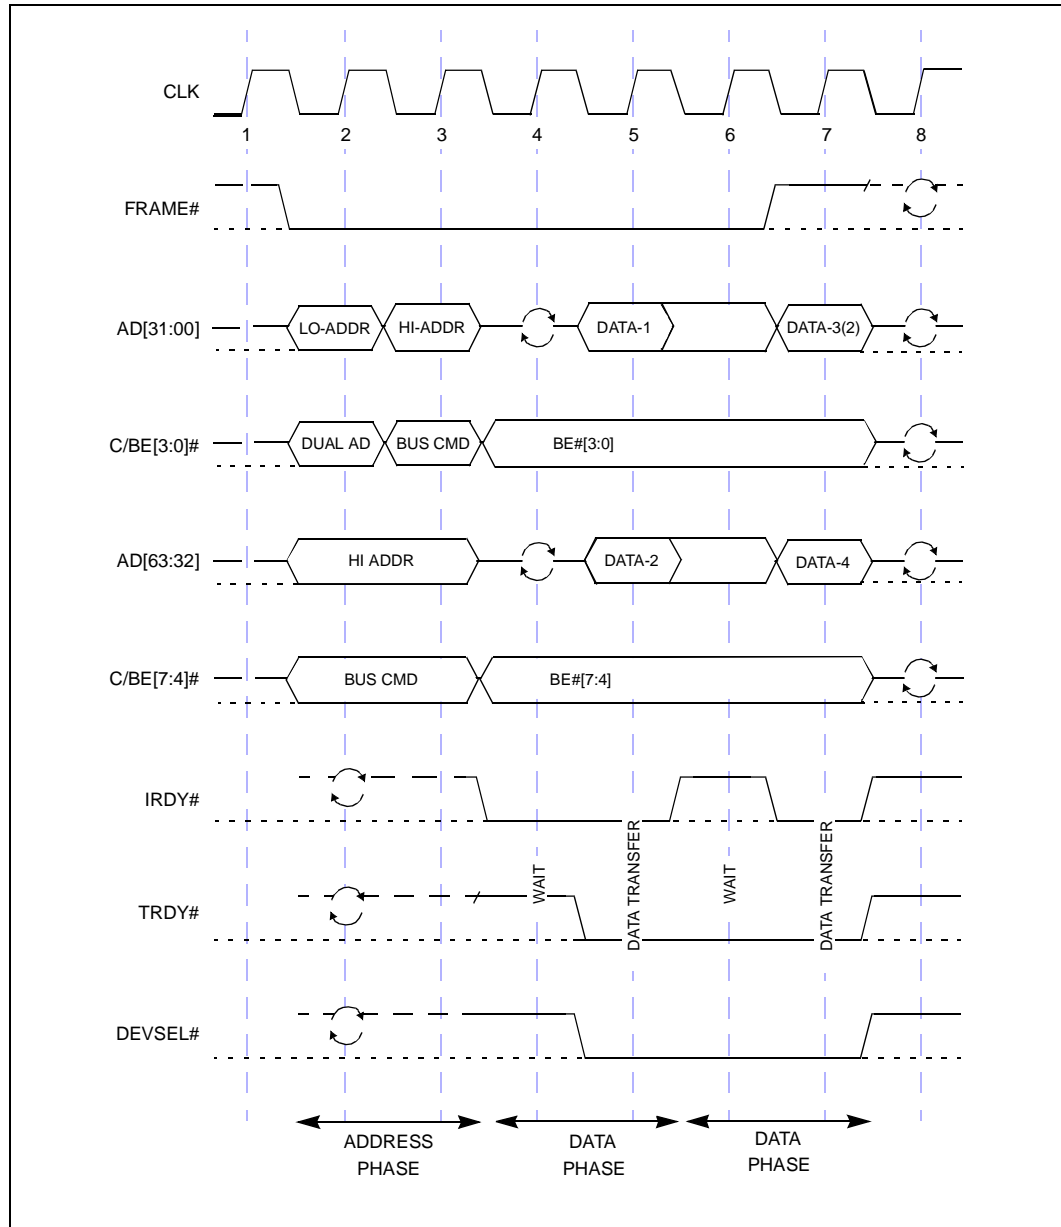 CLK
1 2 3 4 5 6 7 8
FRAME#
AD[31:00] LO-ADDR HI-ADDR DATA-1 DATA-3(2)
C/BE[3:0]# DUAL AD BUS CMD BE#[3:0]
AD[63:32] HI ADDR DATA-2 DATA-4
C/BE[7:4]# BUS CMD BE#[7:4]
IRDY#
WAIT
DATA TRANSFER
WAIT
DATA TRANSFER
TRDY#
DEVSEL#
ADDRESS
PHASE
DATA
PHASE
DATA
PHASE